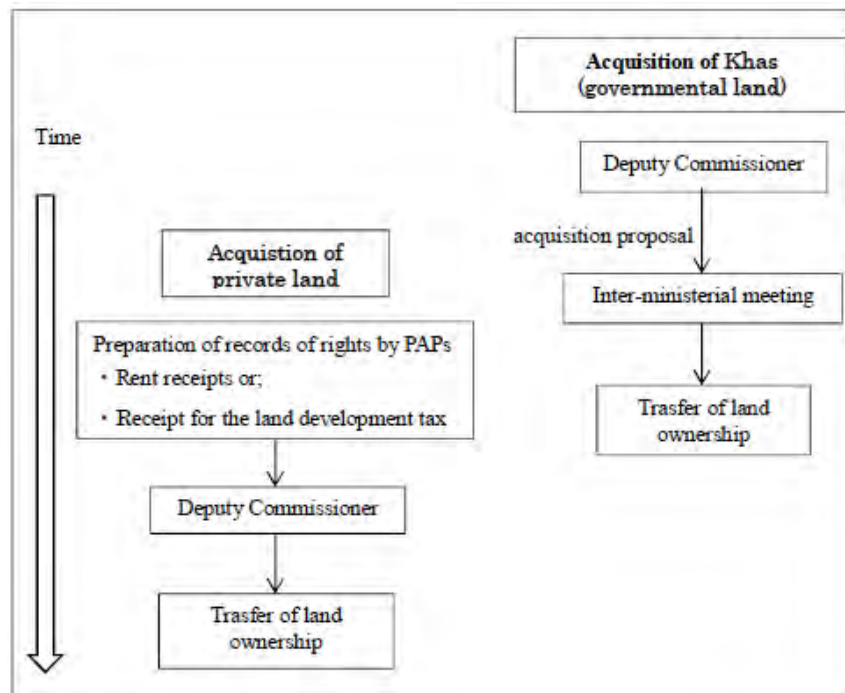 Acquisition of Khas
(governmental land)
Time
Deputy Commissioner
acquisition proposal
Inter-ministerial meeting
Trasfer of land
ownership
Acquistion of
private land
Preparation of records of rights by PAPs
・Rent receipts or;
・Receipt for the land development tax
Deputy Commissioner
Trasfer of land
ownership